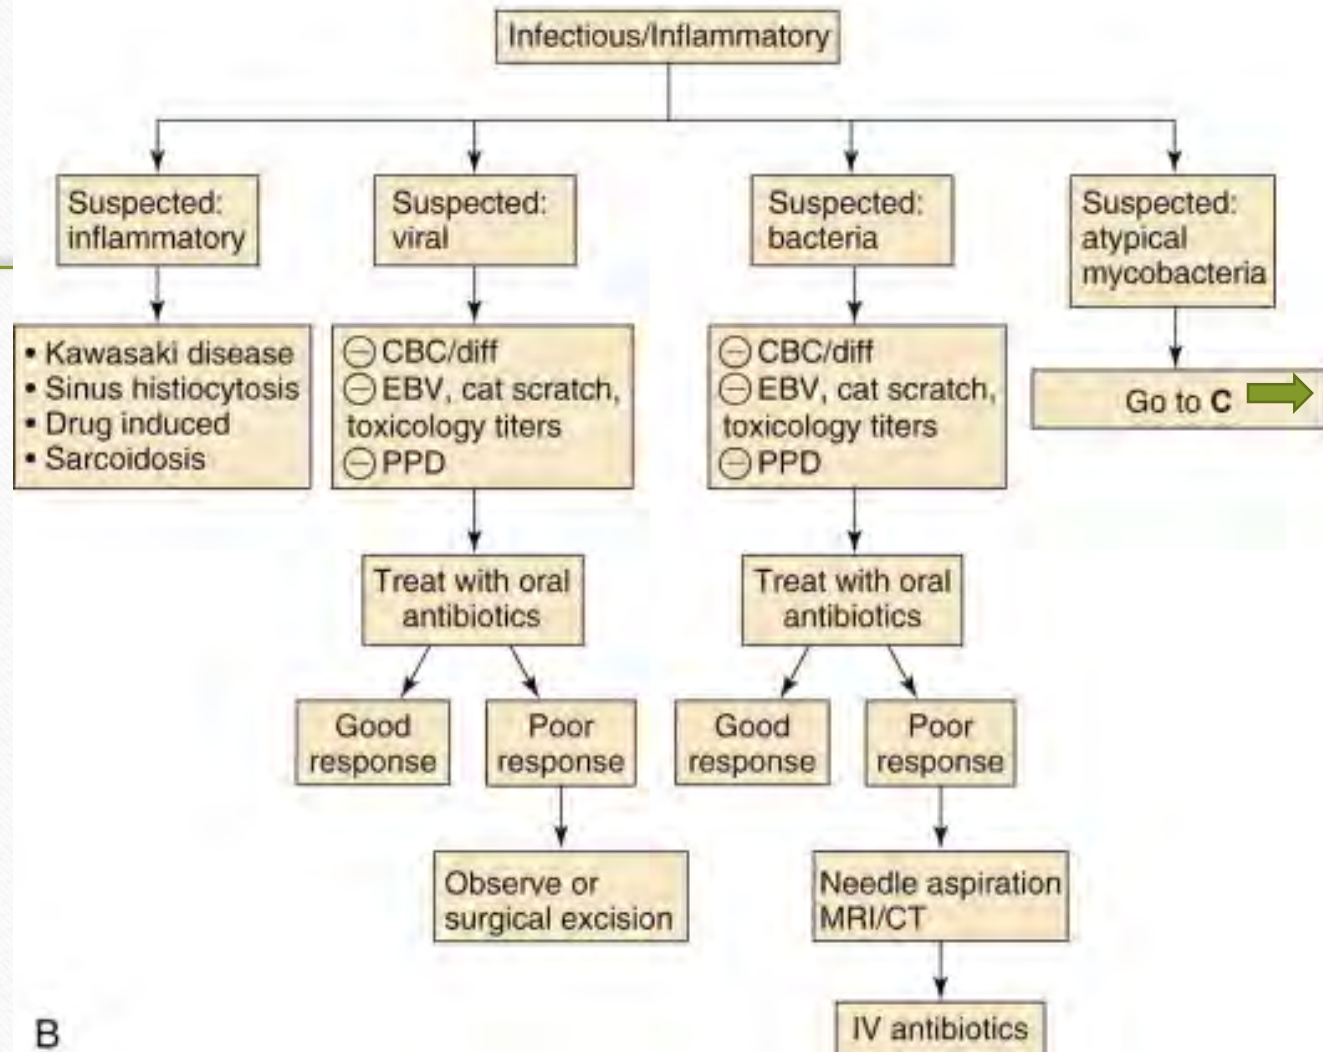 Infectious/Inflammatory
Suspected:
inflammatory
Suspected:
viral
Suspected:
bacteria
Suspected:
atypical
mycobacteria
• Kawasaki disease
• Sinus histiocytosis
• Drug induced
• Sarcoidosis
⊖ CBC/diff
⊖ EBV, cat scratch,
toxicology titers
⊖ PPD
⊖ CBC/diff
⊖ EBV, cat scratch,
toxicology titers
⊖ PPD
Go to C
Treat with oral
antibiotics
Treat with oral
antibiotics
Good
response
Poor
response
Good
response
Poor
response
Observe or
surgical excision
Needle aspiration
MRI/CT
IV antibiotics
B